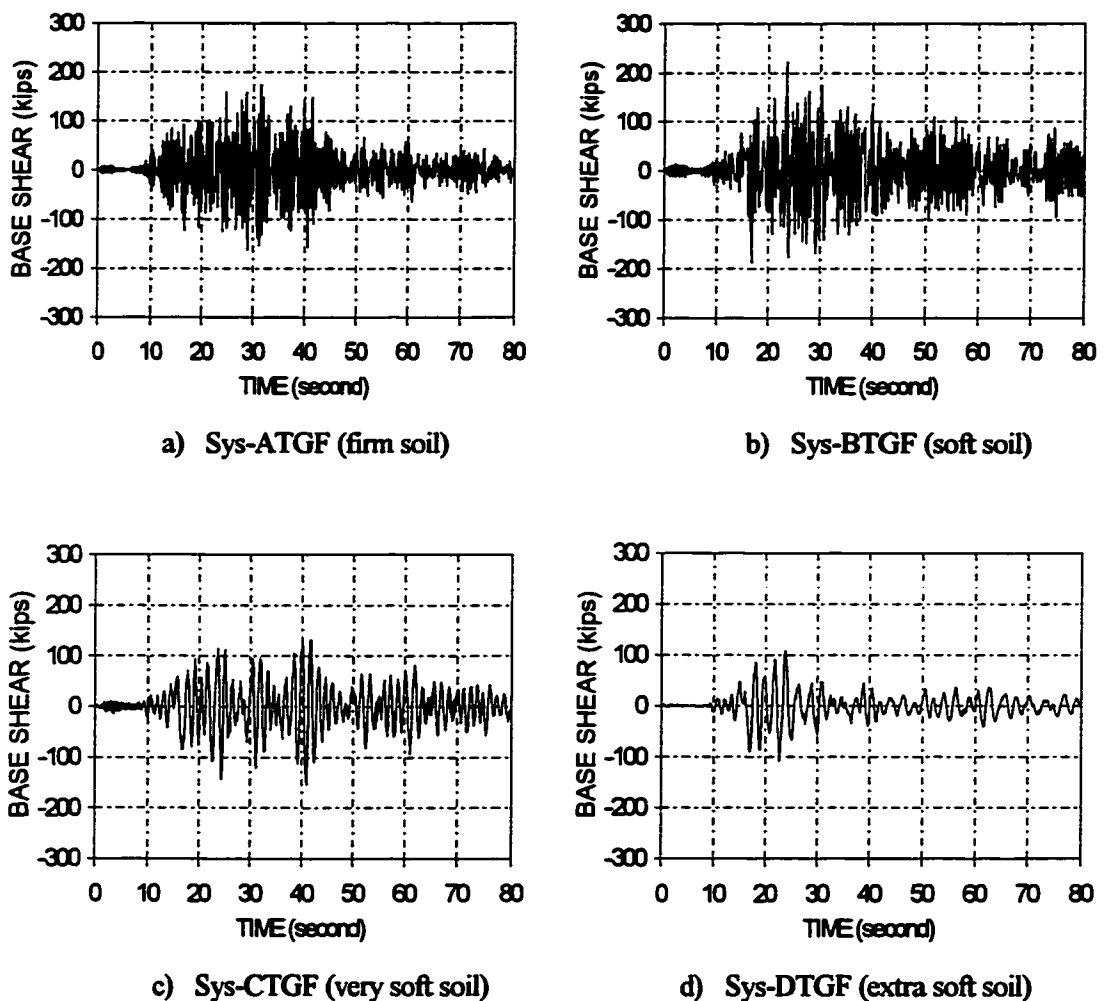 BASE SHEAR (kips)
300
200
100
0
-100
-200
-300
0 10 20 30 40 50 60 70 80
TIME (second)
a) Sys-ATGF (firm soil)
BASE SHEAR (kips)
300
200
100
0
-100
-200
-300
0 10 20 30 40 50 60 70 80
TIME (second)
b) Sys-BTGF (soft soil)
BASE SHEAR (kips)
300
200
100
0
-100
-200
-300
0 10 20 30 40 50 60 70 80
TIME (second)
c) Sys-CTGF (very soft soil)
BASE SHEAR (kips)
300
200
100
0
-100
-200
-300
0 10 20 30 40 50 60 70 80
TIME (second)
d) Sys-DTGF (extra soft soil)